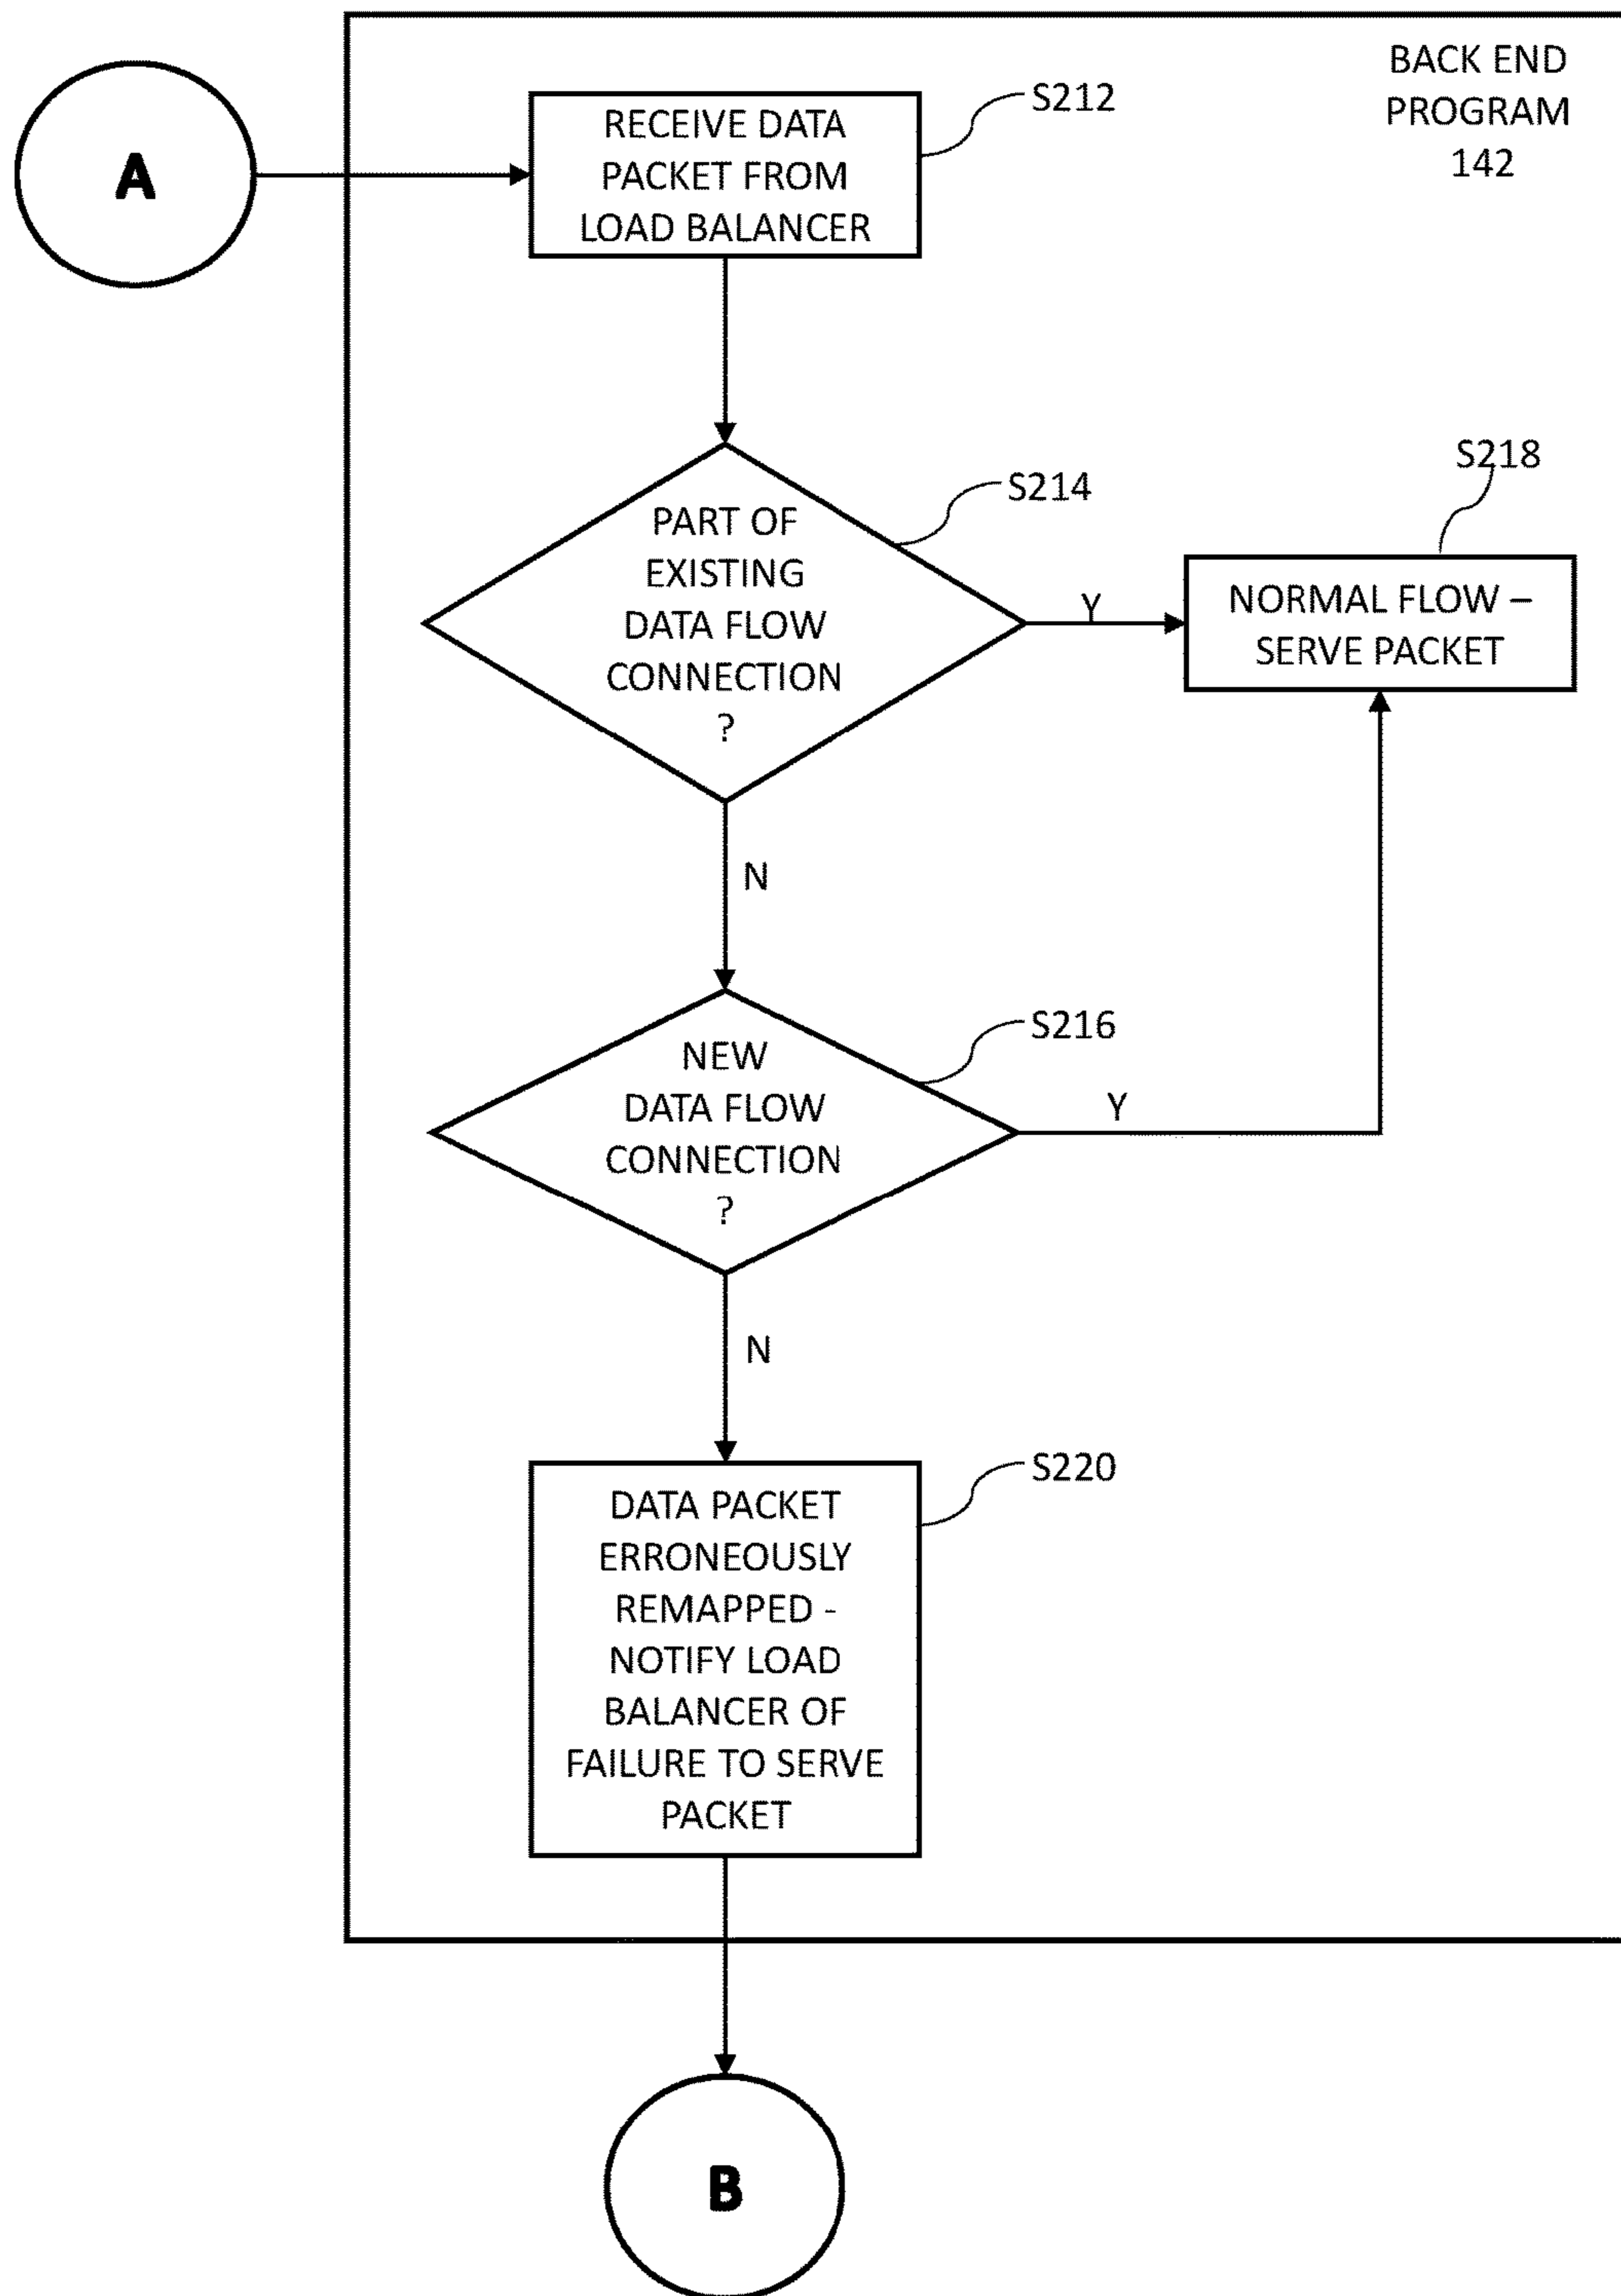 BACK END
PROGRAM
142
A
S212
RECEIVE DATA
PACKET FROM
LOAD BALANCER
S214
PART OF
EXISTING
DATA FLOW
CONNECTION
?
Y
S218
NORMAL FLOW –
SERVE PACKET
N
S216
NEW
DATA FLOW
CONNECTION
?
Y
N
S220
DATA PACKET
ERRONEOUSLY
REMAPPED -
NOTIFY LOAD
BALANCER OF
FAILURE TO SERVE
PACKET
B